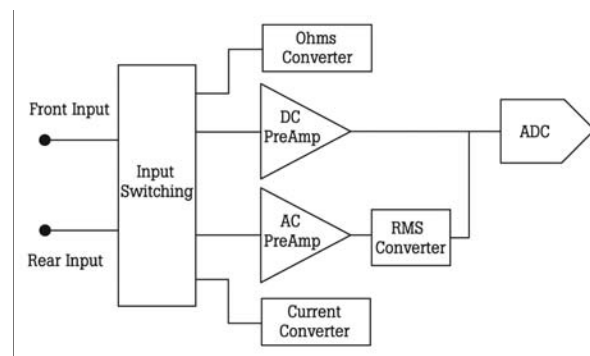 Ohms
Converter
Front Input
DC
PreAmp
ADC
Input
Switching
AC
PreAmp
RMS
Converter
Rear Input
Current
Converter